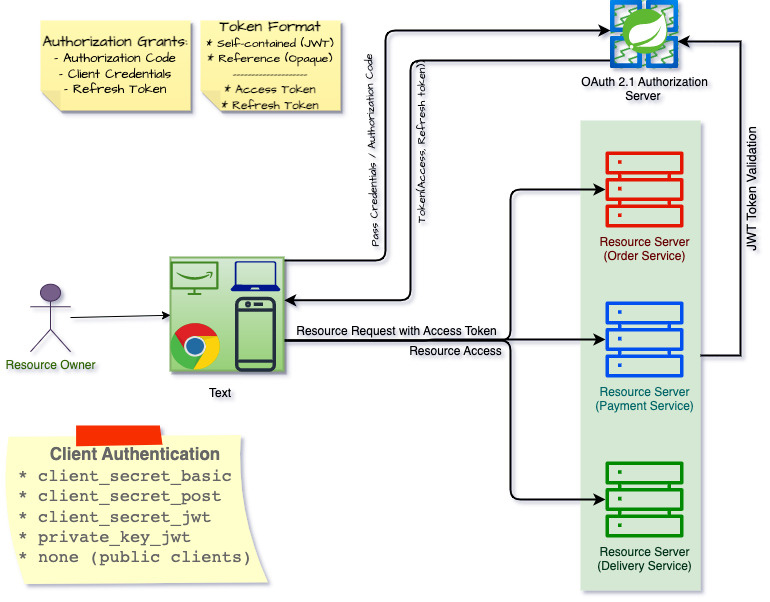 Authorization Grants:
- Authorization Code
- Client Credentials
- Refresh Token
Token Format
* Self-contained (JWT)
* Reference (Opaque)
--------------------
* Access Token
* Refresh Token
Pass Credentials / Authorization Code
Token(Access, Refresh token)
OAuth 2.1 Authorization
Server
JWT Token Validation
Resource Server
(Order Service)
Resource Owner
Text
Resource Request with Access Token
Resource Access
Resource Server
(Payment Service)
Client Authentication
* client_secret_basic
* client_secret_post
* client_secret_jwt
* private_key_jwt
* none (public clients)
Resource Server
(Delivery Service)